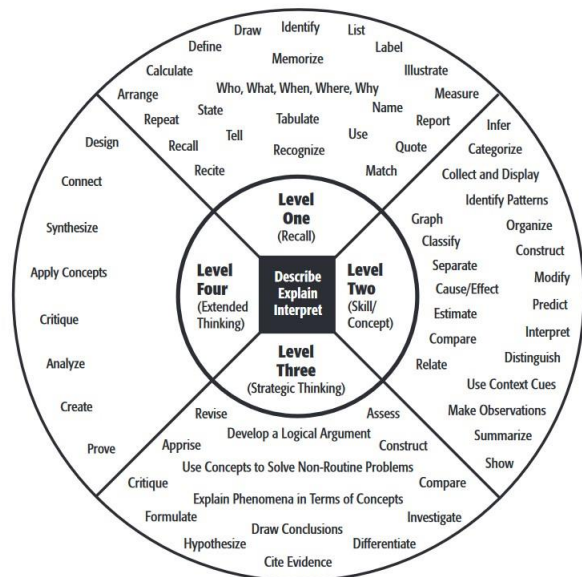 Draw
Identify
List
Define
Label
Memorize
Calculate
Illustrate
Arrange
Who, What, When, Where, Why
Measure
Repeat
State
Name
Report
Tell
Tabulate
Use
Recall
Quote
Recognize
Recite
Match
Level
One
(Recall)
Infer
Categorize
Collect and Display
Identify Patterns
Graph
Organize
Classify
Construct
Separate
Modify
Cause/Effect
Predict
Estimate
Interpret
Compare
Distinguish
Relate
Use Context Cues
Make Observations
Summarize
Show
Level
Two
(Skill/
Concept)
Describe
Explain
Interpret
Level
Three
(Strategic Thinking)
Revise
Assess
Develop a Logical Argument
Apprise
Construct
Use Concepts to Solve Non-Routine Problems
Critique
Compare
Explain Phenomena in Terms of Concepts
Formulate
Investigate
Draw Conclusions
Hypothesize
Differentiate
Cite Evidence
Level
Four
(Extended
Thinking)
Design
Connect
Synthesize
Apply Concepts
Critique
Analyze
Create
Prove